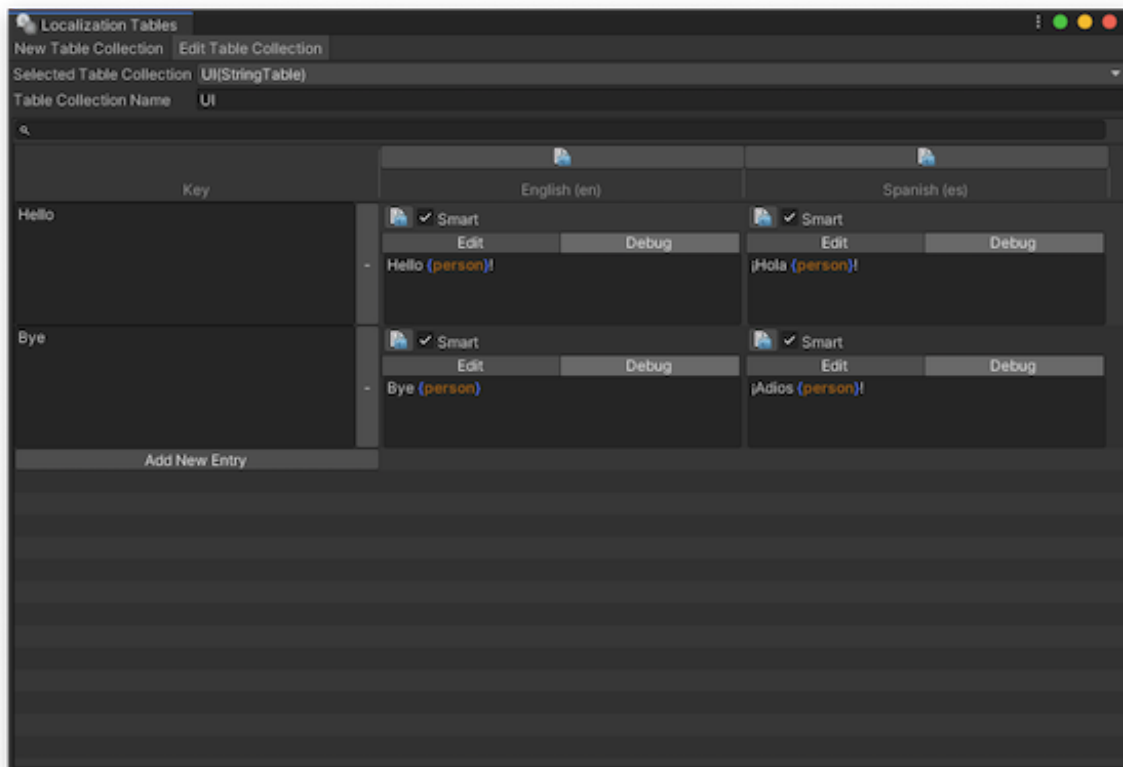 Localization Tables
New Table Collection Edit Table Collection
Selected Table Collection UI(StringTable)
Table Collection Name UI
Key English (en) Spanish (es)
Hello Smart Smart
Edit Debug Edit Debug
- Hello {person}! ¡Hola {person}!
Bye Smart Smart
Edit Debug Edit Debug
- Bye {person} ¡Adios {person}!
Add New Entry